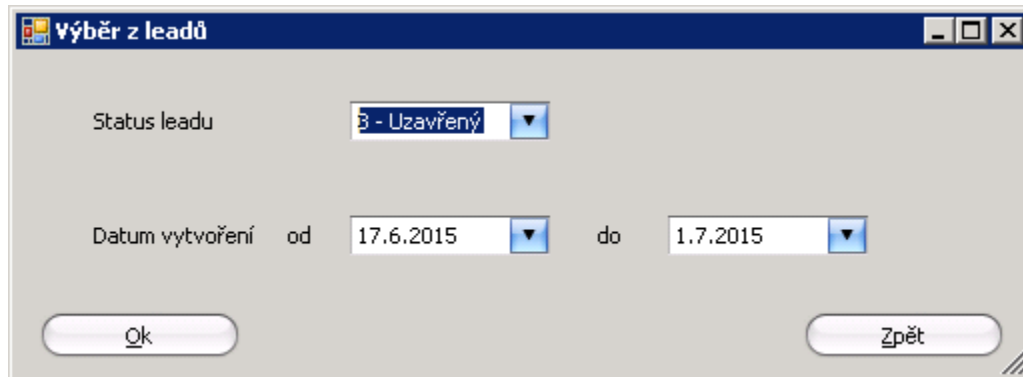 Výběr z leadů
Status leadu 3 - Uzavřený
Datum vytvoření od 17.6.2015 do 1.7.2015
Ok Zpět